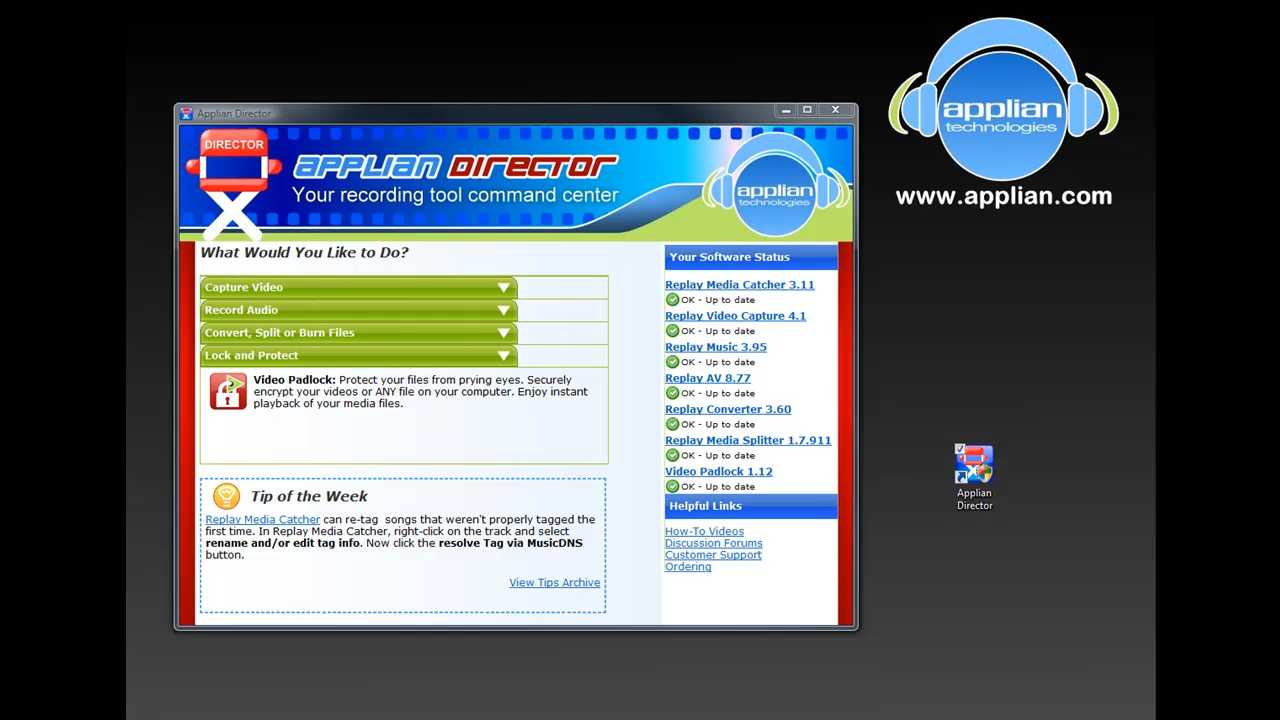 applian
technologies
www.applian.com
Applian Director
DIRECTOR
APPLIAN DIRECTOR
Your recording tool command center
applian
technologies
What Would You Like to Do?
Capture Video
Record Audio
Convert, Split or Burn Files
Lock and Protect
Video Padlock: Protect your files from prying eyes. Securely
encrypt your videos or ANY file on your computer. Enjoy instant
playback of your media files.
Tip of the Week
Replay Media Catcher can re-tag songs that weren't properly tagged the
first time. In Replay Media Catcher, right-click on the track and select
rename and/or edit tag info. Now click the resolve Tag via MusicDNS
button.
View Tips Archive
Your Software Status
Replay Media Catcher 3.11
OK - Up to date
Replay Video Capture 4.1
OK - Up to date
Replay Music 3.95
OK - Up to date
Replay AV 8.77
OK - Up to date
Replay Converter 3.60
OK - Up to date
Replay Media Splitter 1.7.911
OK - Up to date
Video Padlock 1.12
OK - Up to date
Helpful Links
How-To Videos
Discussion Forums
Customer Support
Ordering
Applian
Director